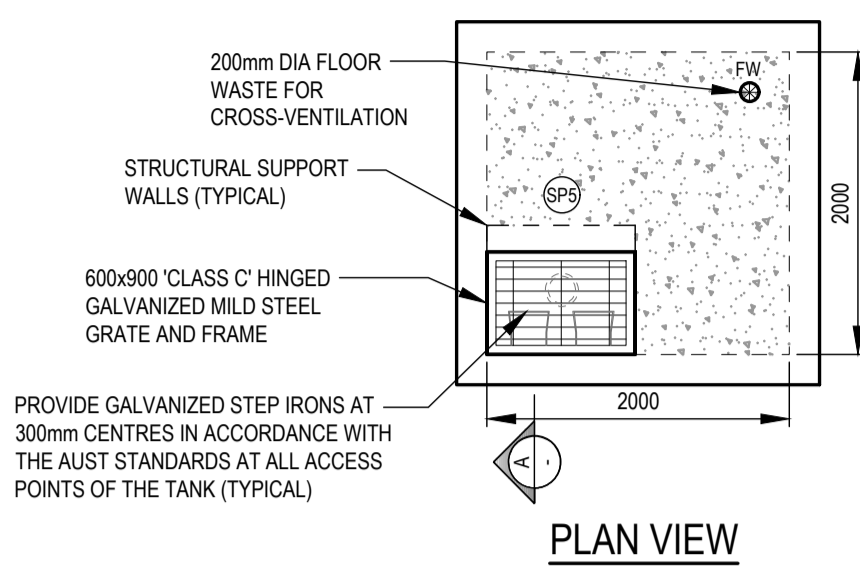 200mm DIA FLOOR
WASTE FOR
CROSS-VENTILATION
FW
STRUCTURAL SUPPORT
WALLS (TYPICAL)
SP5
2000
600x900 'CLASS C' HINGED
GALVANIZED MILD STEEL
GRATE AND FRAME
PROVIDE GALVANIZED STEP IRONS AT
300mm CENTRES IN ACCORDANCE WITH
THE AUST STANDARDS AT ALL ACCESS
POINTS OF THE TANK (TYPICAL)
2000
A
-
PLAN VIEW